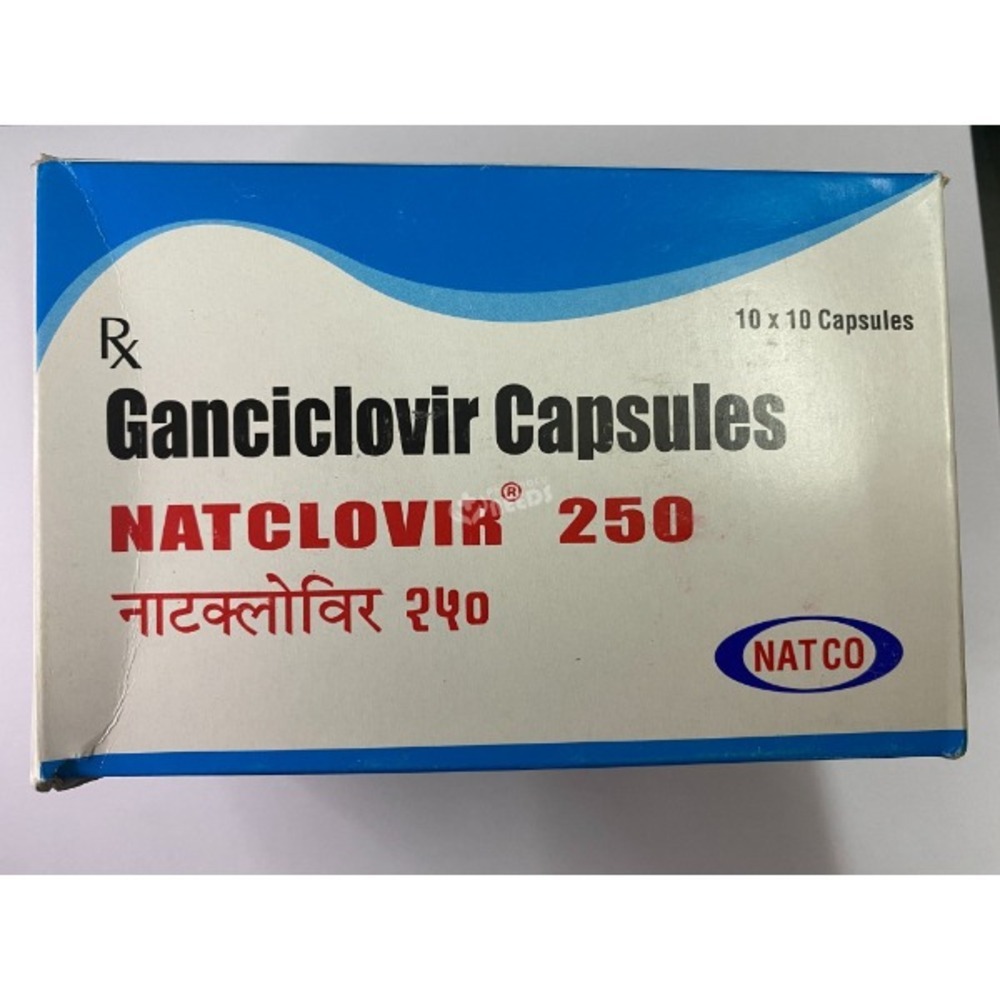 10 x 10 Capsules
Rx
Ganciclovir Capsules
NATCLOVIR® 250
नाटक्लोविर २५०
NATCO